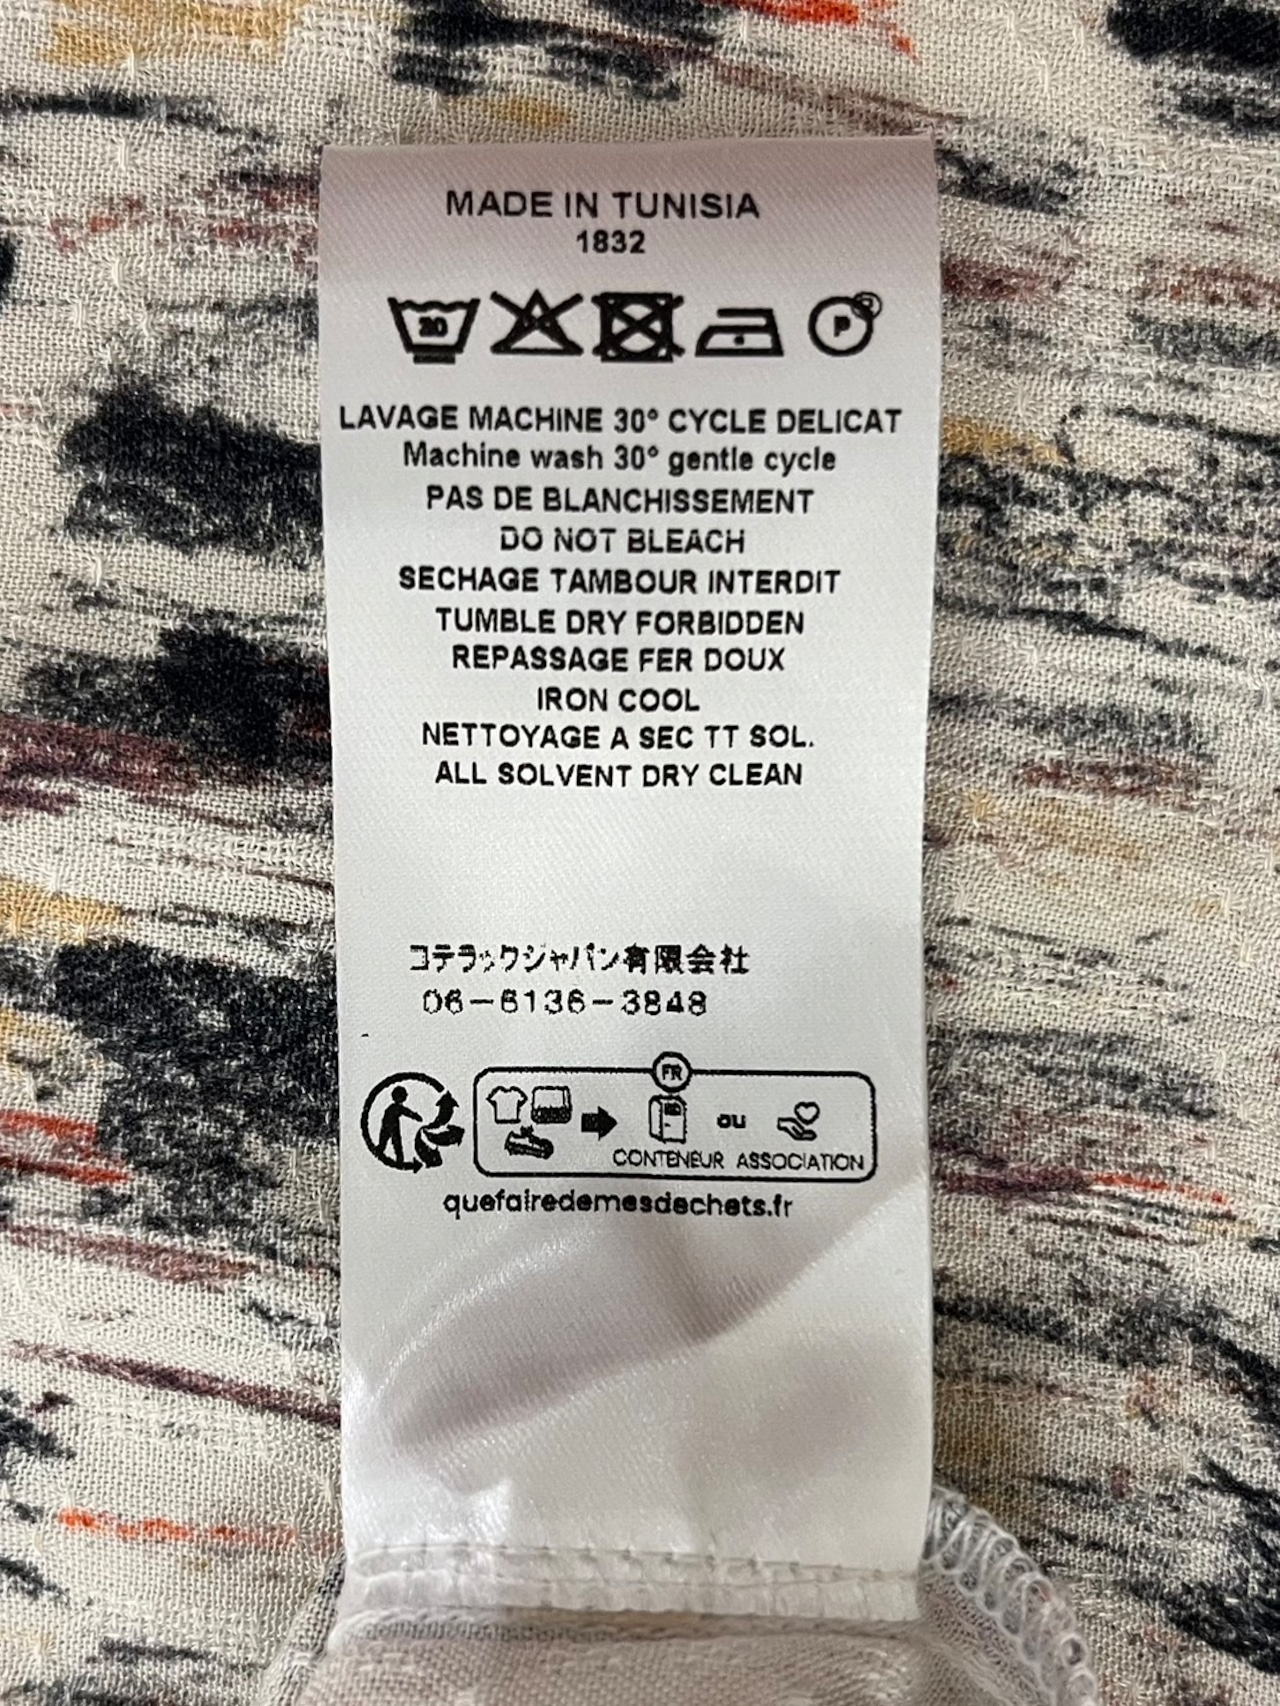 MADE IN TUNISIA
1832
30 P
LAVAGE MACHINE 30° CYCLE DELICAT
Machine wash 30° gentle cycle
PAS DE BLANCHISSEMENT
DO NOT BLEACH
SECHAGE TAMBOUR INTERDIT
TUMBLE DRY FORBIDDEN
REPASSAGE FER DOUX
IRON COOL
NETTOYAGE A SEC TT SOL.
ALL SOLVENT DRY CLEAN
コテラックジャパン有限会社
06-6136-3848
FR
ou
CONTENEUR ASSOCIATION
quefairedemesdechets.fr